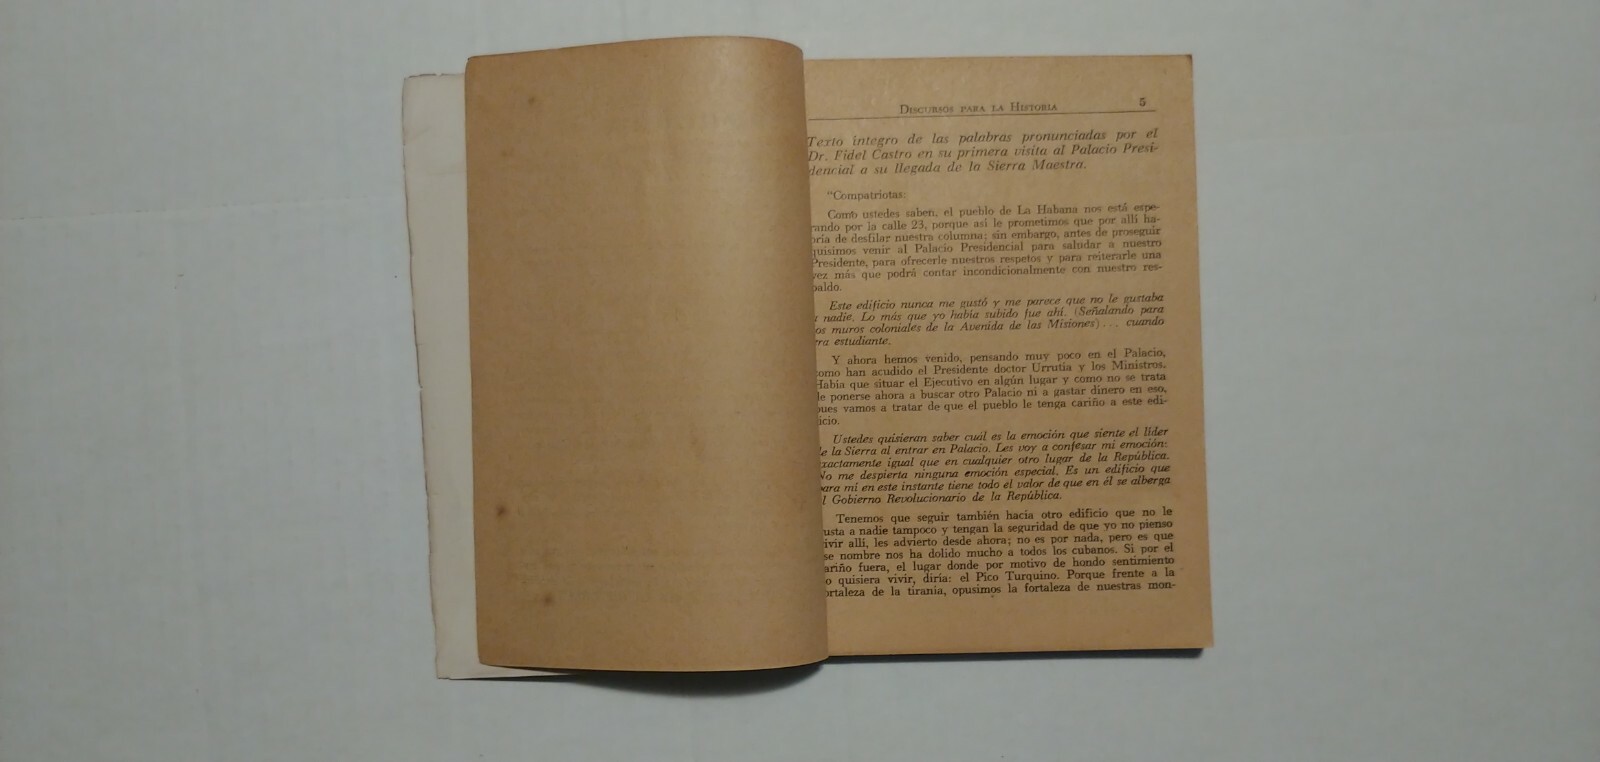 Discursos para la Historia 5
Texto integro de las palabras pronunciadas por el
Dr. Fidel Castro en su primera visita al Palacio Presi-
dencial a su llegada de la Sierra Maestra.
"Compatriotas:
Como ustedes saben, el pueblo de La Habana nos está espe-
rando por la calle 23, porque así le prometimos que por allí ha-
bría de desfilar nuestra columna; sin embargo, antes de proseguir
quisimos venir al Palacio Presidencial para saludar a nuestro
Presidente, para ofrecerle nuestros respetos y para reiterarle una
vez más que podrá contar incondicionalmente con nuestro res-
paldo.
Este edificio nunca me gustó y me parece que no le gustaba
a nadie. Lo más que yo había subido fue ahí. (Señalando para
os muros coloniales de la Avenida de las Misiones)... cuando
ra estudiante.
Y ahora hemos venido, pensando muy poco en el Palacio,
como han acudido el Presidente doctor Urrutia y los Ministros.
Había que situar el Ejecutivo en algún lugar y como no se trata
de ponerse ahora a buscar otro Palacio ni a gastar dinero en eso,
pues vamos a tratar de que el pueblo le tenga cariño a este edi-
icio.
Ustedes quisieran saber cuál es la emoción que siente el líder
de la Sierra al entrar en Palacio. Les voy a confesar mi emoción:
xactamente igual que en cualquier otro lugar de la República.
No me despierta ninguna emoción especial. Es un edificio que
para mí en este instante tiene todo el valor de que en él se alberga
l Gobierno Revolucionario de la República.
Tenemos que seguir también hacia otro edificio que no le
usta a nadie tampoco y tengan la seguridad de que yo no pienso
ivir allí, les advierto desde ahora; no es por nada, pero es que
se nombre nos ha dolido mucho a todos los cubanos. Si por el
ariño fuera, el lugar donde por motivo de hondo sentimiento
o quisiera vivir, diría: el Pico Turquino. Porque frente a la
ortaleza de la tiranía, opusimos la fortaleza de nuestras mon-